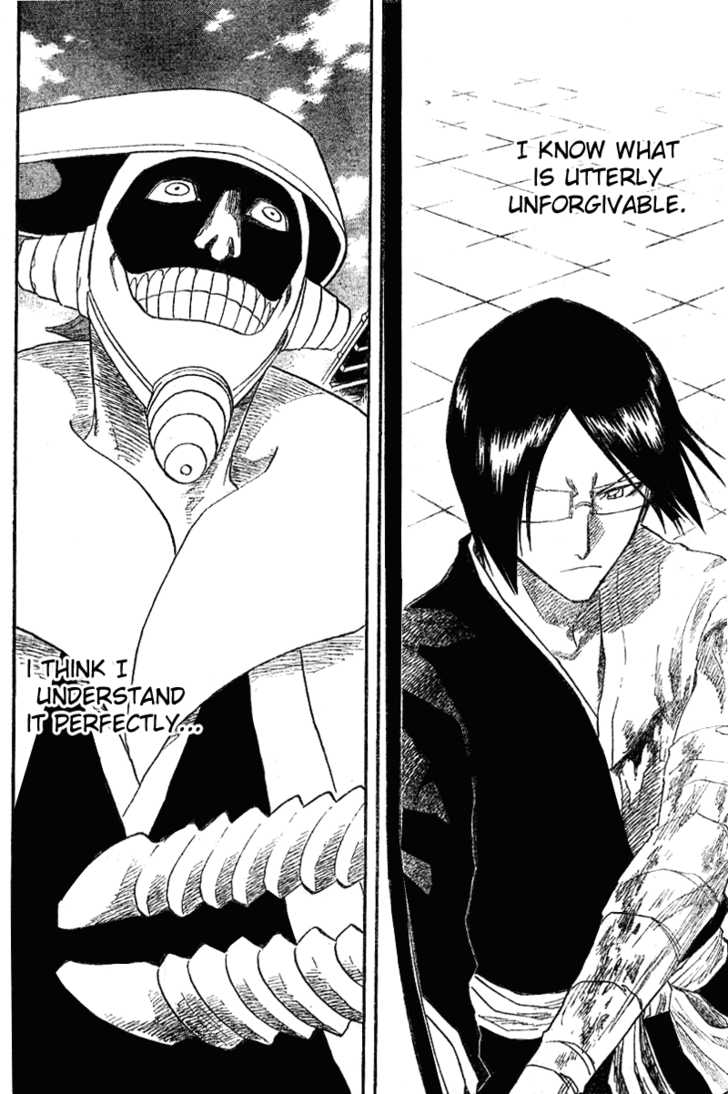 I KNOW WHAT
IS UTTERLY
UNFORGIVABLE.
I THINK I
UNDERSTAND
IT PERFECTLY...